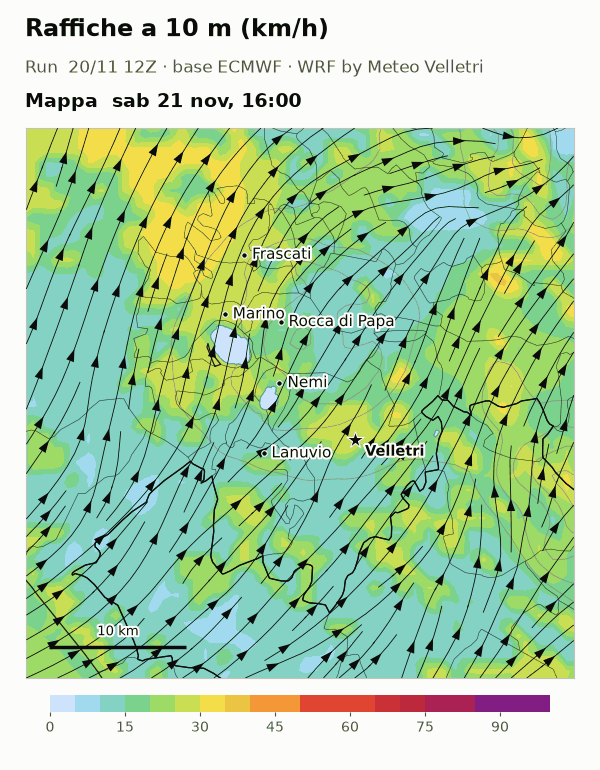 Raffiche a 10 m (km/h)
Run  20/11 12Z · base ECMWF · WRF by Meteo Velletri
Mappa  sab 21 nov, 16:00
Frascati
Marino
Rocca di Papa
Nemi
Velletri
Lanuvio
10 km
0 15 30 45 60 75 90